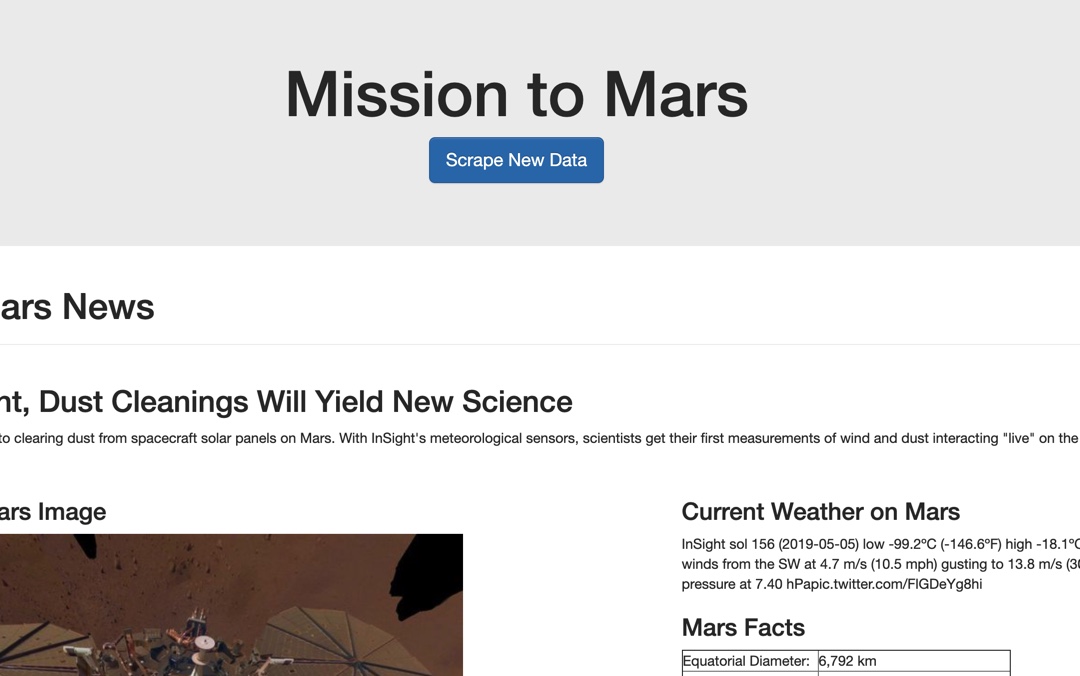 Mission to Mars
Scrape New Data
ars News
nt, Dust Cleanings Will Yield New Science
to clearing dust from spacecraft solar panels on Mars. With InSight's meteorological sensors, scientists get their first measurements of wind and dust interacting "live" on the
ars Image
Current Weather on Mars
InSight sol 156 (2019-05-05) low -99.2ºC (-146.6ºF) high -18.1ºC
winds from the SW at 4.7 m/s (10.5 mph) gusting to 13.8 m/s (30
pressure at 7.40 hPapic.twitter.com/FlGDeYg8hi
Mars Facts
Equatorial Diameter: 6,792 km